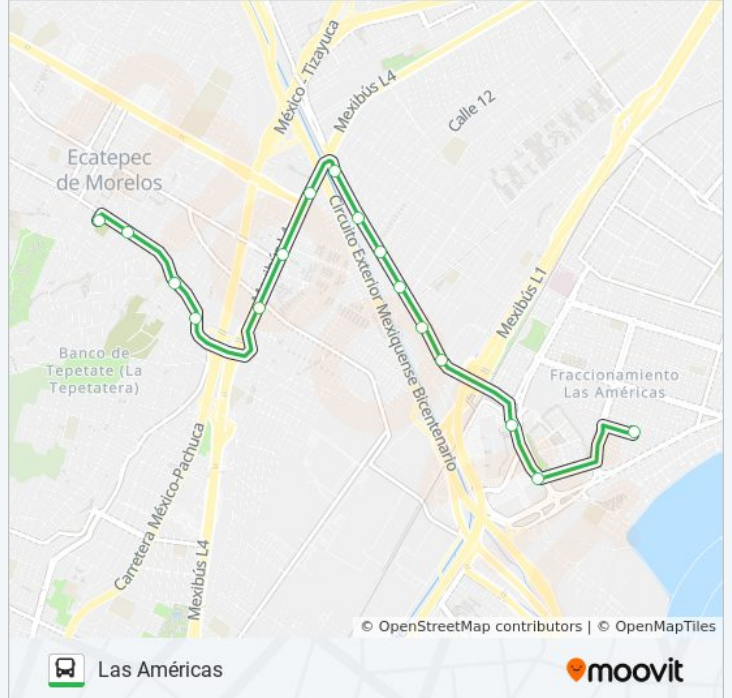 México - Tizayuca
Mexibús L4
Calle 12
Ecatepec
de Morelos
Circuito Exterior Mexiquense Bicentenario
Mexibús L1
Banco de
Tepetate (La
Tepetatera)
Fraccionamiento
Las Américas
Carretera México-Pachuca
Mexibús L4
© OpenStreetMap contributors | © OpenMapTiles
Las Américas
moovit